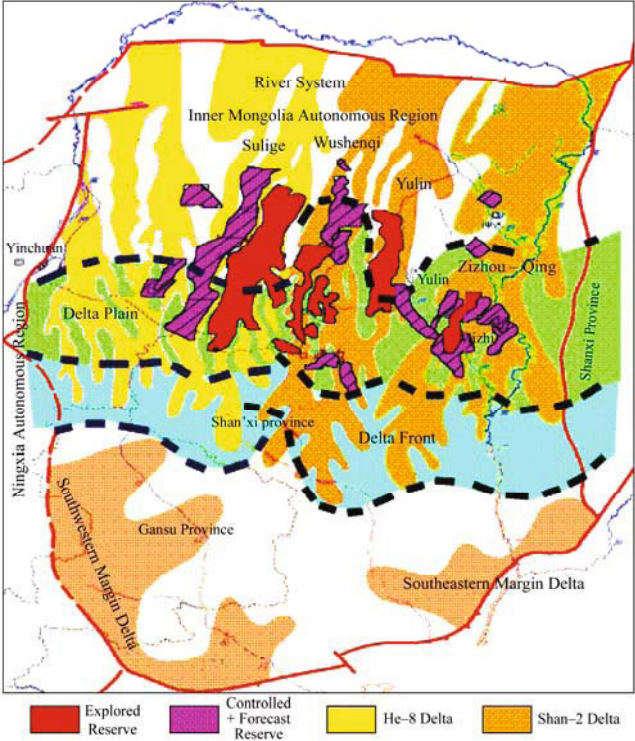 River System
Inner Mongolia Autonomous Region
Sulige
Wushenqi
Yulin
Yinchuan
Yulin
Zizhou – Qing
Delta Plain
Shanxi Province
Ningxia Autonomous Region
Shan'xi province
Delta Front
Southwestern Margin Delta
Gansu Province
Southeastern Margin Delta
Explored
Reserve
Controlled
+ Forecast
Reserve
He–8 Delta
Shan–2 Delta